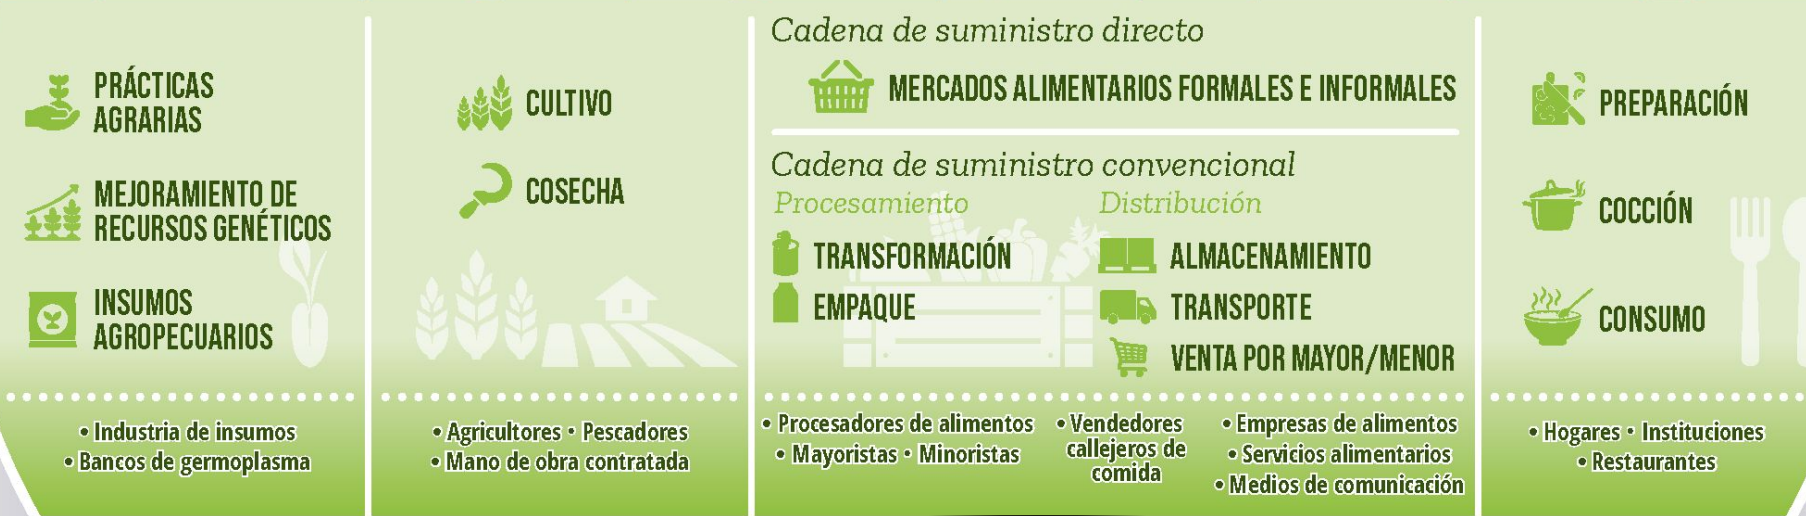 PRÁCTICAS
AGRARIAS
MEJORAMIENTO DE
RECURSOS GENÉTICOS
INSUMOS
AGROPECUARIOS
• Industria de insumos
• Bancos de germoplasma
CULTIVO
COSECHA
• Agricultores • Pescadores
• Mano de obra contratada
Cadena de suministro directo
MERCADOS ALIMENTARIOS FORMALES E INFORMALES
Cadena de suministro convencional
Procesamiento
TRANSFORMACIÓN
EMPAQUE
Distribución
ALMACENAMIENTO
TRANSPORTE
VENTA POR MAYOR/MENOR
• Procesadores de alimentos
• Mayoristas • Minoristas
• Vendedores
callejeros de
comida
• Empresas de alimentos
• Servicios alimentarios
• Medios de comunicación
PREPARACIÓN
COCCIÓN
CONSUMO
• Hogares • Instituciones
• Restaurantes